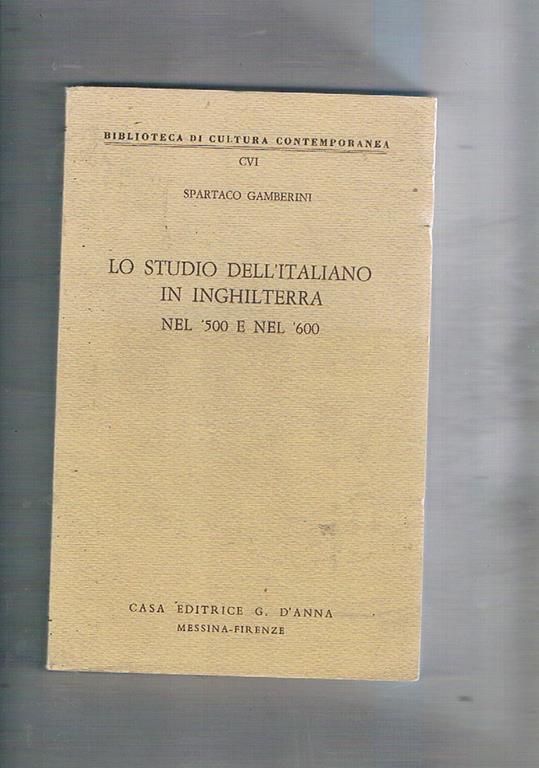 BIBLIOTECA DI CULTURA CONTEMPORANEA
CVI
SPARTACO GAMBERINI
LO STUDIO DELL'ITALIANO
IN INGHILTERRA
NEL '500 E NEL '600
CASA EDITRICE G. D'ANNA
MESSINA-FIRENZE